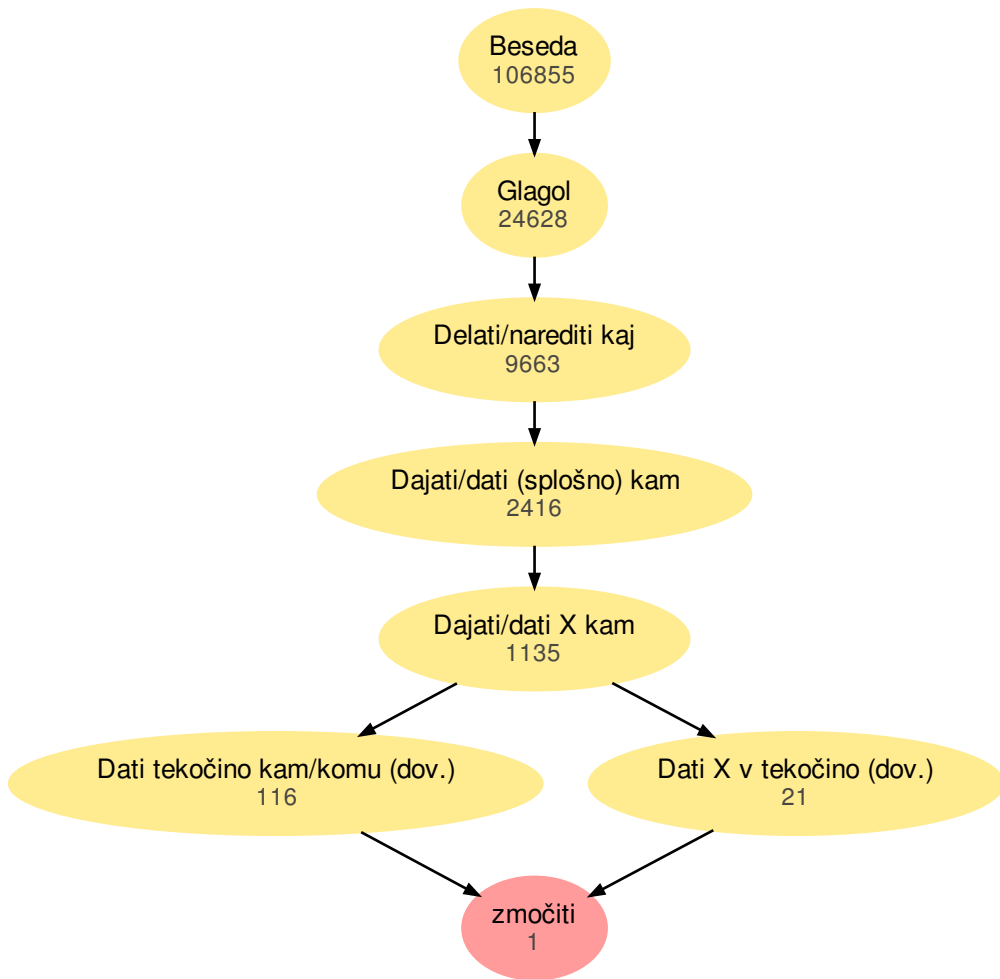 Beseda
106855
Glagol
24628
Delati/narediti kaj
9663
Dajati/dati (splošno) kam
2416
Dajati/dati X kam
1135
Dati tekočino kam/komu (dov.)
116
Dati X v tekočino (dov.)
21
zmočiti
1